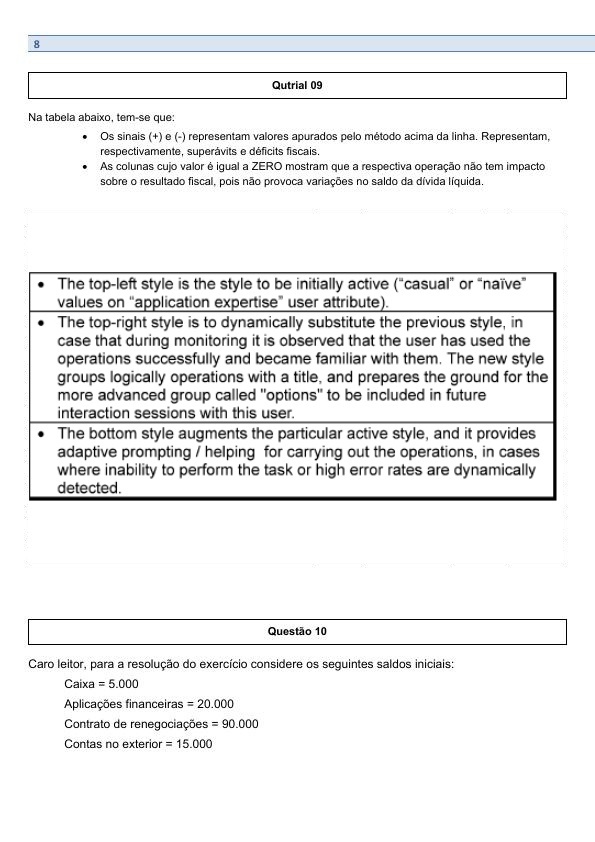 8
Qutrial 09
Na tabela abaixo, tem-se que:
• Os sinais (+) e (-) representam valores apurados pelo método acima da linha. Representam,
respectivamente, superávits e déficits fiscais.
• As colunas cujo valor é igual a ZERO mostram que a respectiva operação não tem impacto
sobre o resultado fiscal, pois não provoca variações no saldo da dívida líquida.
• The top-left style is the style to be initially active (“casual” or “naïve”
values on “application expertise” user attribute).
• The top-right style is to dynamically substitute the previous style, in
case that during monitoring it is observed that the user has used the
operations successfully and became familiar with them. The new style
groups logically operations with a title, and prepares the ground for the
more advanced group called "options" to be included in future
interaction sessions with this user.
• The bottom style augments the particular active style, and it provides
adaptive prompting / helping for carrying out the operations, in cases
where inability to perform the task or high error rates are dynamically
detected.
Questão 10
Caro leitor, para a resolução do exercício considere os seguintes saldos iniciais:
Caixa = 5.000
Aplicações financeiras = 20.000
Contrato de renegociações = 90.000
Contas no exterior = 15.000